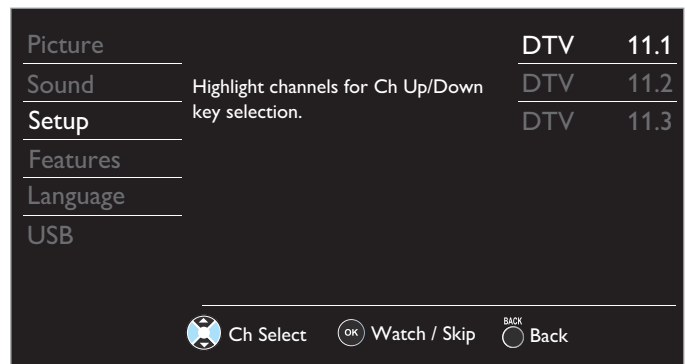 Picture
Sound
Setup
Features
Language
USB
Highlight channels for Ch Up/Down
key selection.
DTV 11.1
DTV 11.2
DTV 11.3
Ch Select
OK Watch / Skip
BACK
Back